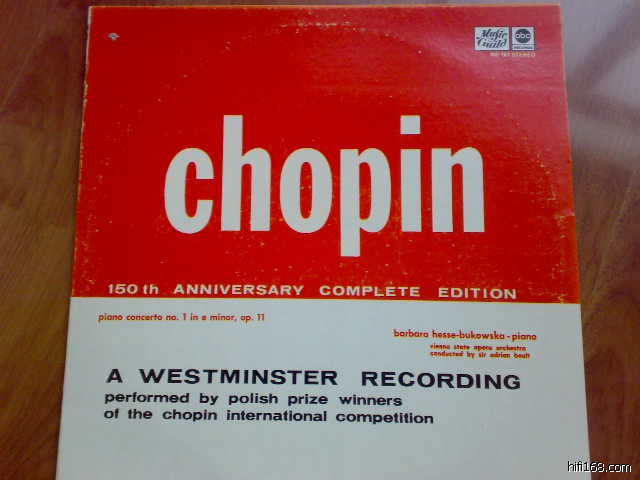 Music Guild
abc
RECORDS
STEREO
chopin
150 th ANNIVERSARY COMPLETE EDITION
piano concerto no. 1 in e minor, op. 11
barbara hesse-bukowska - piano
vienna state opera orchestra
conducted by sir adrian boult
A WESTMINSTER RECORDING
performed by polish prize winners
of the chopin international competition
hifi168.com